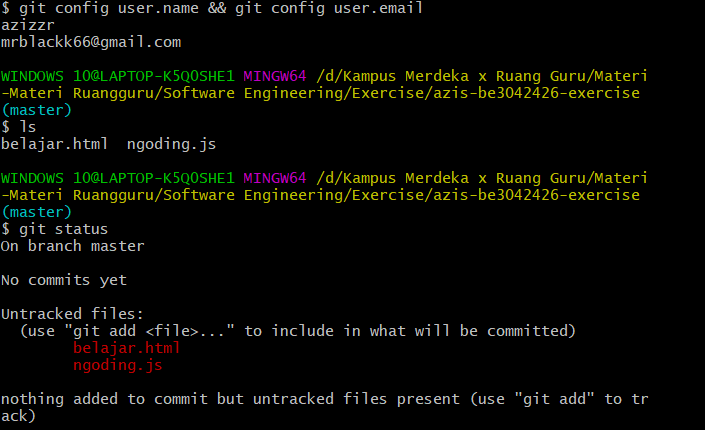 $ git config user.name && git config user.email
azizzr
mrblackk66@gmail.com
WINDOWS 10@LAPTOP-K5Q0SHE1 MINGW64 /d/Kampus Merdeka x Ruang Guru/Materi
-Materi Ruangguru/Software Engineering/Exercise/azis-be3042426-exercise
(master)
$ ls
belajar.html  ngoding.js
WINDOWS 10@LAPTOP-K5Q0SHE1 MINGW64 /d/Kampus Merdeka x Ruang Guru/Materi
-Materi Ruangguru/Software Engineering/Exercise/azis-be3042426-exercise
(master)
$ git status
On branch master
No commits yet
Untracked files:
  (use "git add <file>..." to include in what will be committed)
        belajar.html
        ngoding.js
nothing added to commit but untracked files present (use "git add" to tr
ack)